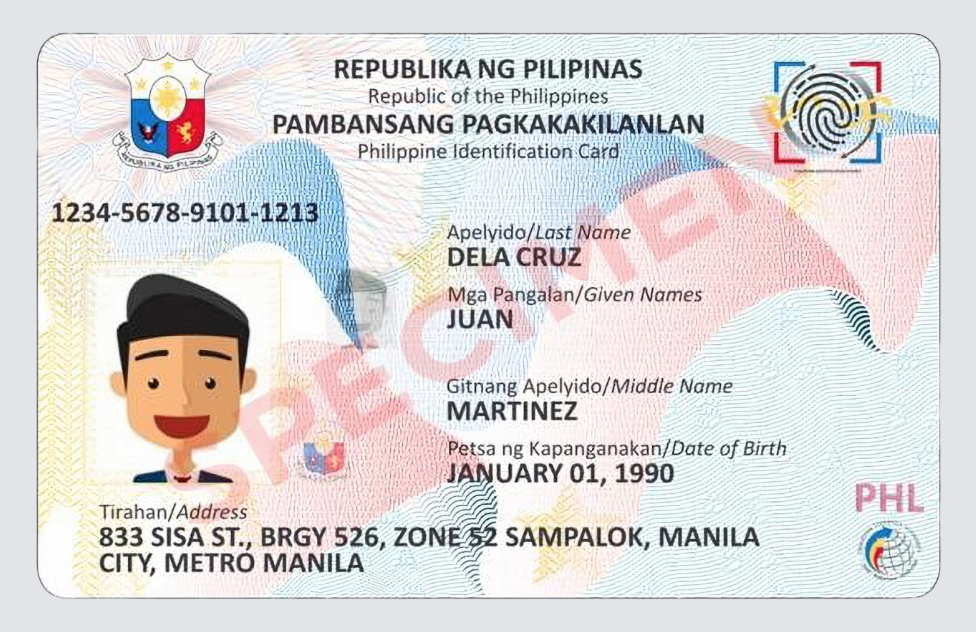 REPUBLIKA NG PILIPINAS
Republic of the Philippines
PAMBANSANG PAGKAKAKILANLAN
Philippine Identification Card
REPUBLIKA NG PILIPINAS
1234-5678-9101-1213
Apelyido/Last Name
DELA CRUZ
Mga Pangalan/Given Names
JUAN
Gitnang Apelyido/Middle Name
MARTINEZ
Petsa ng Kapanganakan/Date of Birth
JANUARY 01, 1990
SPECIMEN
PHL
Tirahan/Address
833 SISA ST., BRGY 526, ZONE 52 SAMPALOK, MANILA
CITY, METRO MANILA